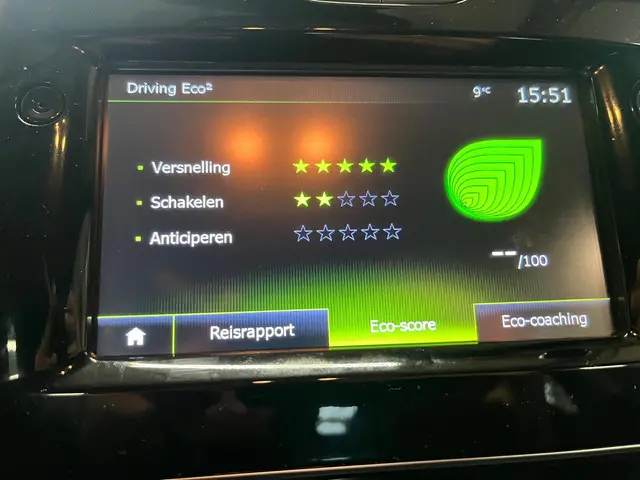 Driving Eco² 9°C 15:51
Versnelling
Schakelen
Anticiperen
--/100
Reisrapport Eco-score Eco-coaching